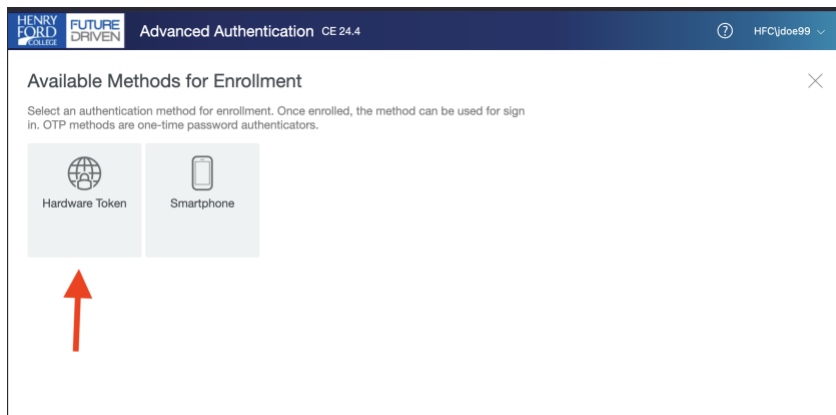 HENRY
FORD
COLLEGE
FUTURE
DRIVEN
Advanced Authentication CE 24.4
? HFC\jdoe99
Available Methods for Enrollment
Select an authentication method for enrollment. Once enrolled, the method can be used for sign
in. OTP methods are one-time password authenticators.
Hardware Token Smartphone